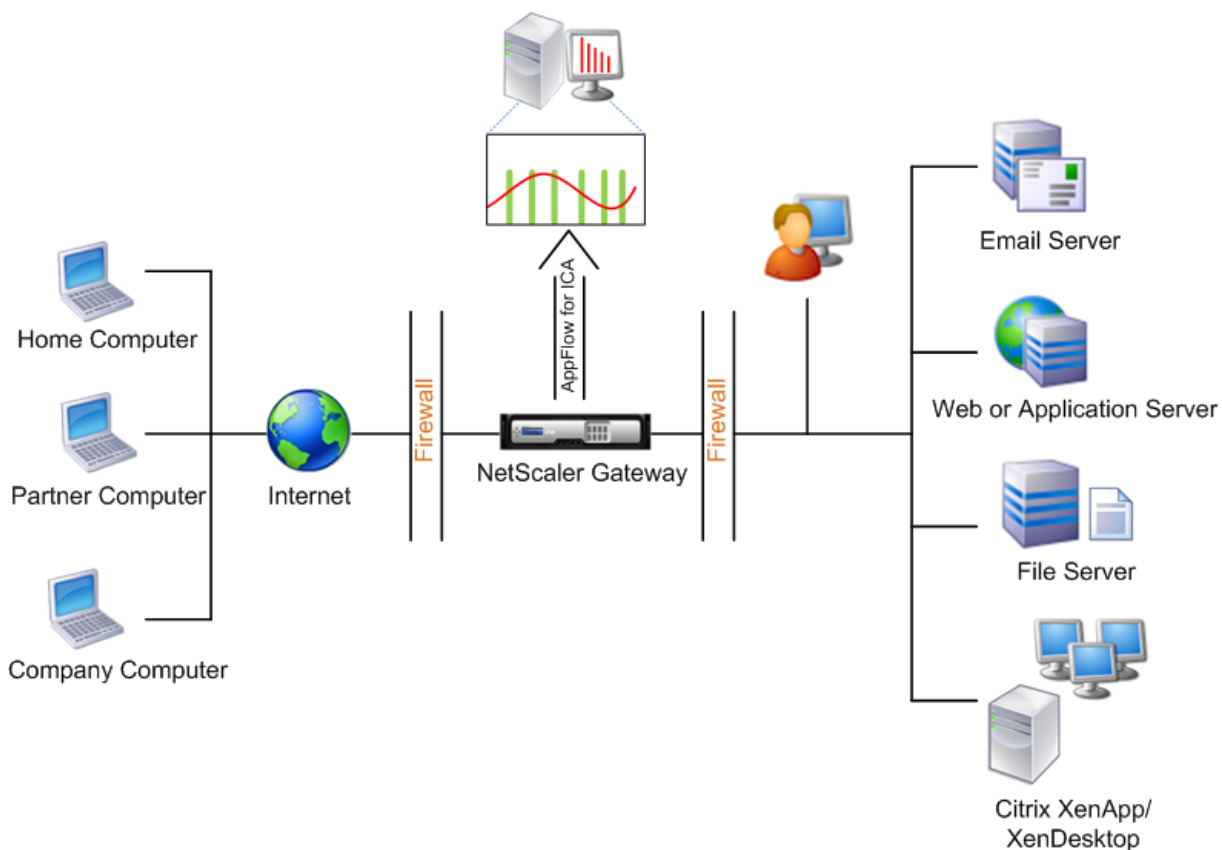 AppFlow for ICA
Home Computer
Partner Computer
Company Computer
Internet
Firewall
NetScaler Gateway
Firewall
Email Server
Web or Application Server
File Server
Citrix XenApp/
XenDesktop